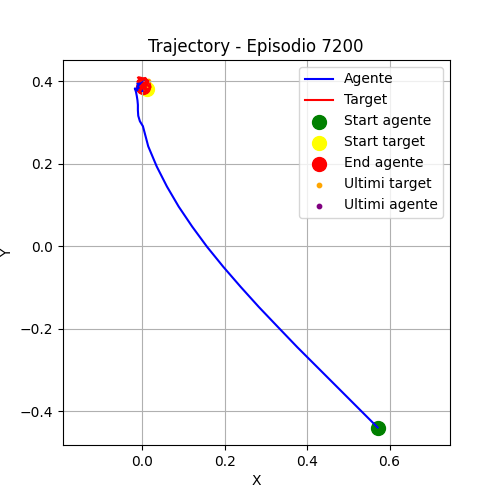 Trajectory - Episodio 7200
Agente
Target
Start agente
Start target
End agente
Ultimi target
Ultimi agente
Y
0.4
0.2
0.0
−0.2
−0.4
0.0
0.2
0.4
0.6
X